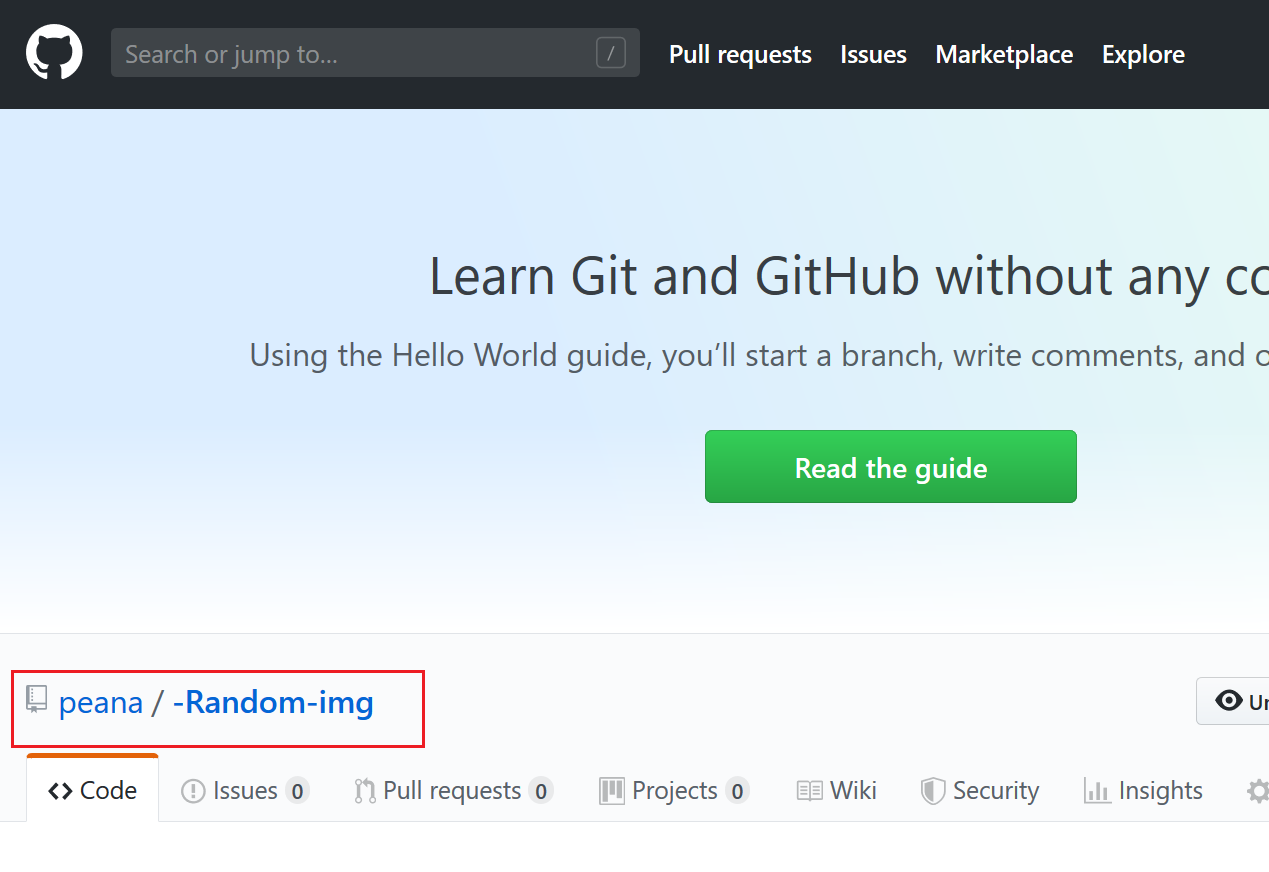 Search or jump to... / Pull requests Issues Marketplace Explore
Learn Git and GitHub without any co
Using the Hello World guide, you’ll start a branch, write comments, and o
Read the guide
peana / -Random-img Un
<> Code Issues 0 Pull requests 0 Projects 0 Wiki Security Insights